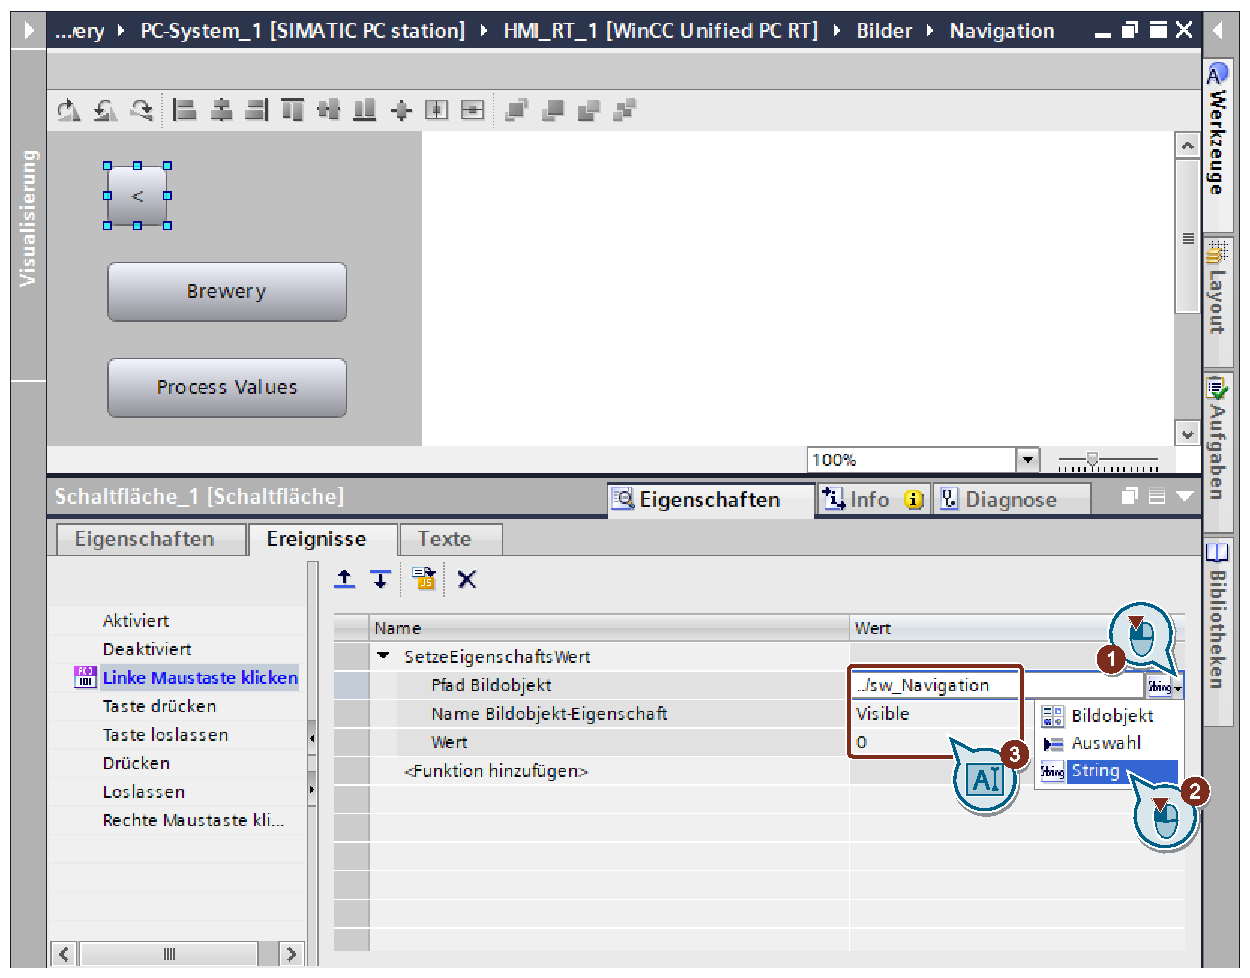 ...ery ▸ PC-System_1 [SIMATIC PC station] ▸ HMI_RT_1 [WinCC Unified PC RT] ▸ Bilder ▸ Navigation
Visualisierung
<
Brewery
Process Values
100%
Werkzeuge
Layout
Aufgaben
Bibliotheken
Schaltfläche_1 [Schaltfläche]
Eigenschaften
Info
Diagnose
Eigenschaften
Ereignisse
Texte
Aktiviert
Deaktiviert
Linke Maustaste klicken
Taste drücken
Taste loslassen
Drücken
Loslassen
Rechte Maustaste kli...
Name Wert
SetzeEigenschaftsWert
Pfad Bildobjekt ../sw_Navigation String
Name Bildobjekt-Eigenschaft Visible
Wert 0
<Funktion hinzufügen>
Bildobjekt
Auswahl
String String
1
2
3
AI